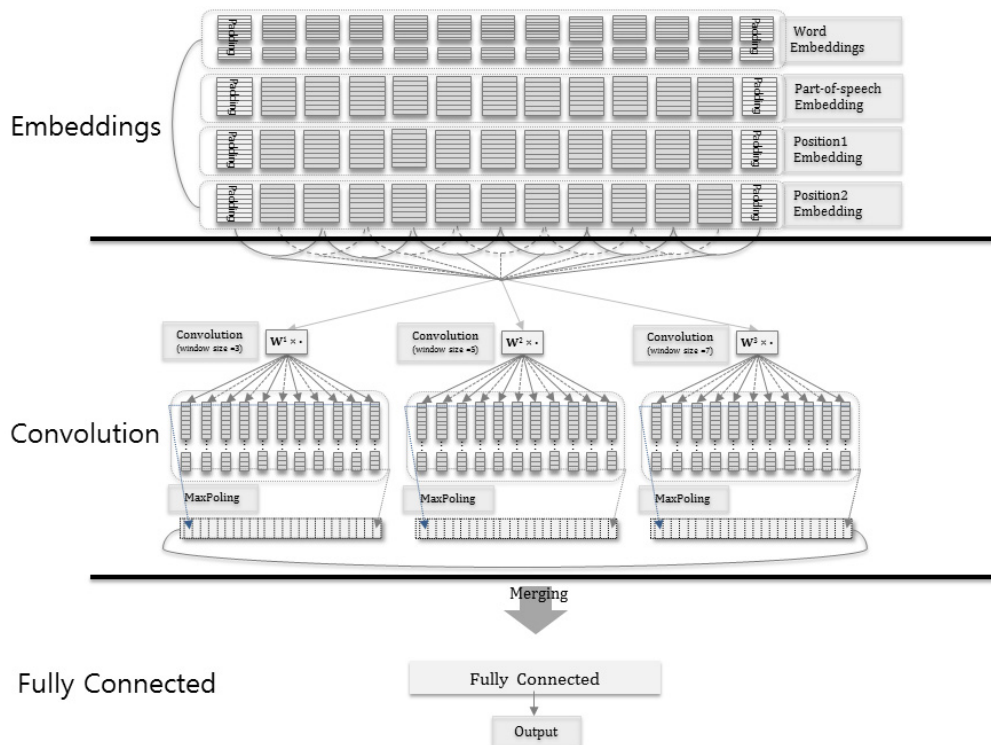 Padding
Padding
Word
Embeddings
Padding
Padding
Part-of-speech
Embedding
Embeddings
Padding
Padding
Position1
Embedding
Padding
Padding
Position2
Embedding
Convolution
(window size =3)
W¹ × •
Convolution
(window size =5)
W² × •
Convolution
(window size =7)
W³ × •
Convolution
MaxPoling
MaxPoling
MaxPoling
Merging
Fully Connected
Fully Connected
Output